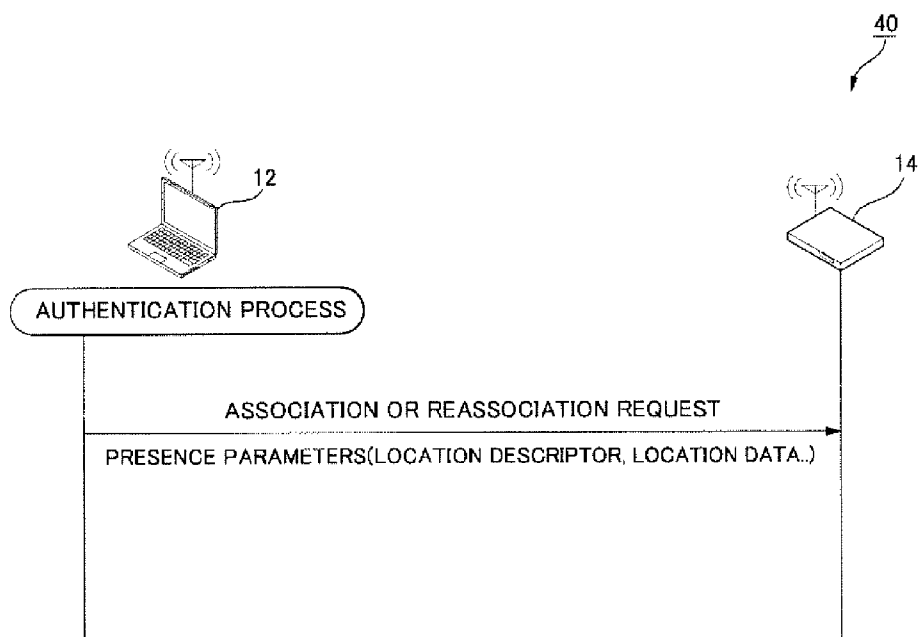 40
12
14
AUTHENTICATION PROCESS
ASSOCIATION OR REASSOCIATION REQUEST
PRESENCE PARAMETERS(LOCATION DESCRIPTOR, LOCATION DATA..)